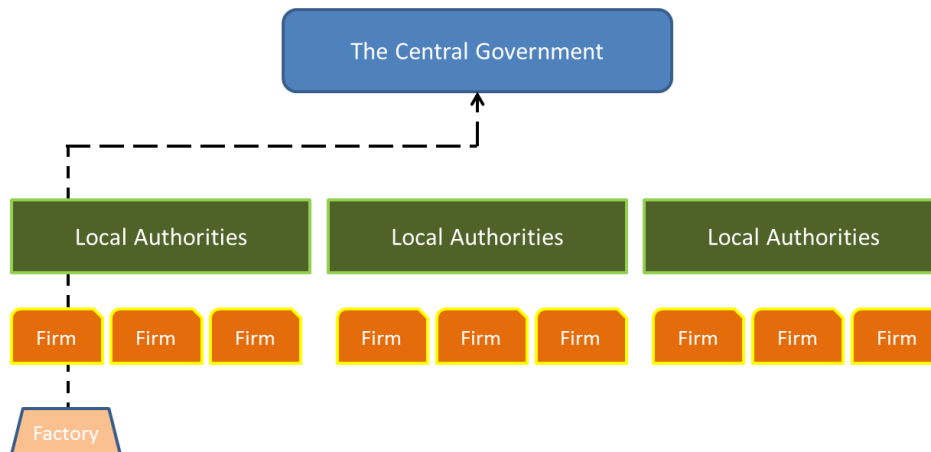 The Central Government
Local Authorities
Local Authorities
Local Authorities
Firm
Firm
Firm
Firm
Firm
Firm
Firm
Firm
Firm
Factory